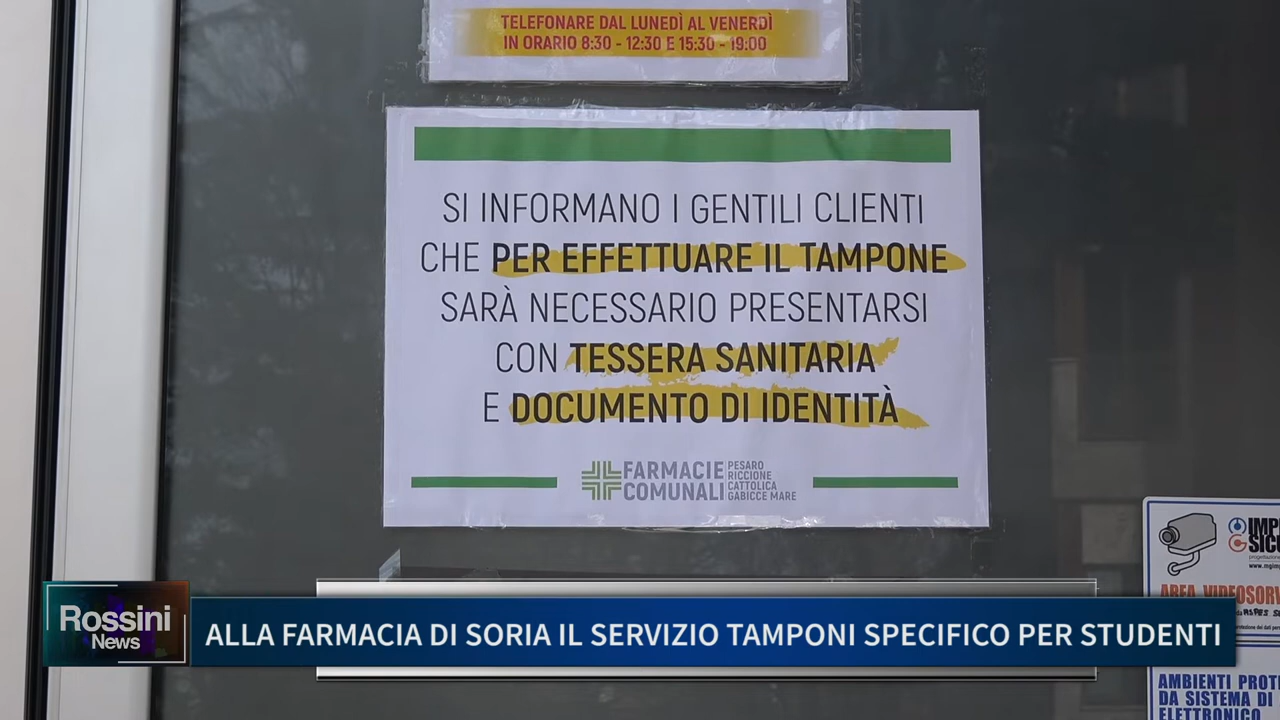 TELEFONARE DAL LUNEDÌ AL VENERDÌ
IN ORARIO 8:30 - 12:30 E 15:30 - 19:00
SI INFORMANO I GENTILI CLIENTI
CHE PER EFFETTUARE IL TAMPONE
SARÀ NECESSARIO PRESENTARSI
CON TESSERA SANITARIA
E DOCUMENTO DI IDENTITÀ
FARMACIE
COMUNALI
PESARO
RICCIONE
CATTOLICA
GABICCE MARE
AREA
AMBIENTI
DA SISTEMA DI
ELETTRONICO
Rossini
News
ALLA FARMACIA DI SORIA IL SERVIZIO TAMPONI SPECIFICO PER STUDENTI